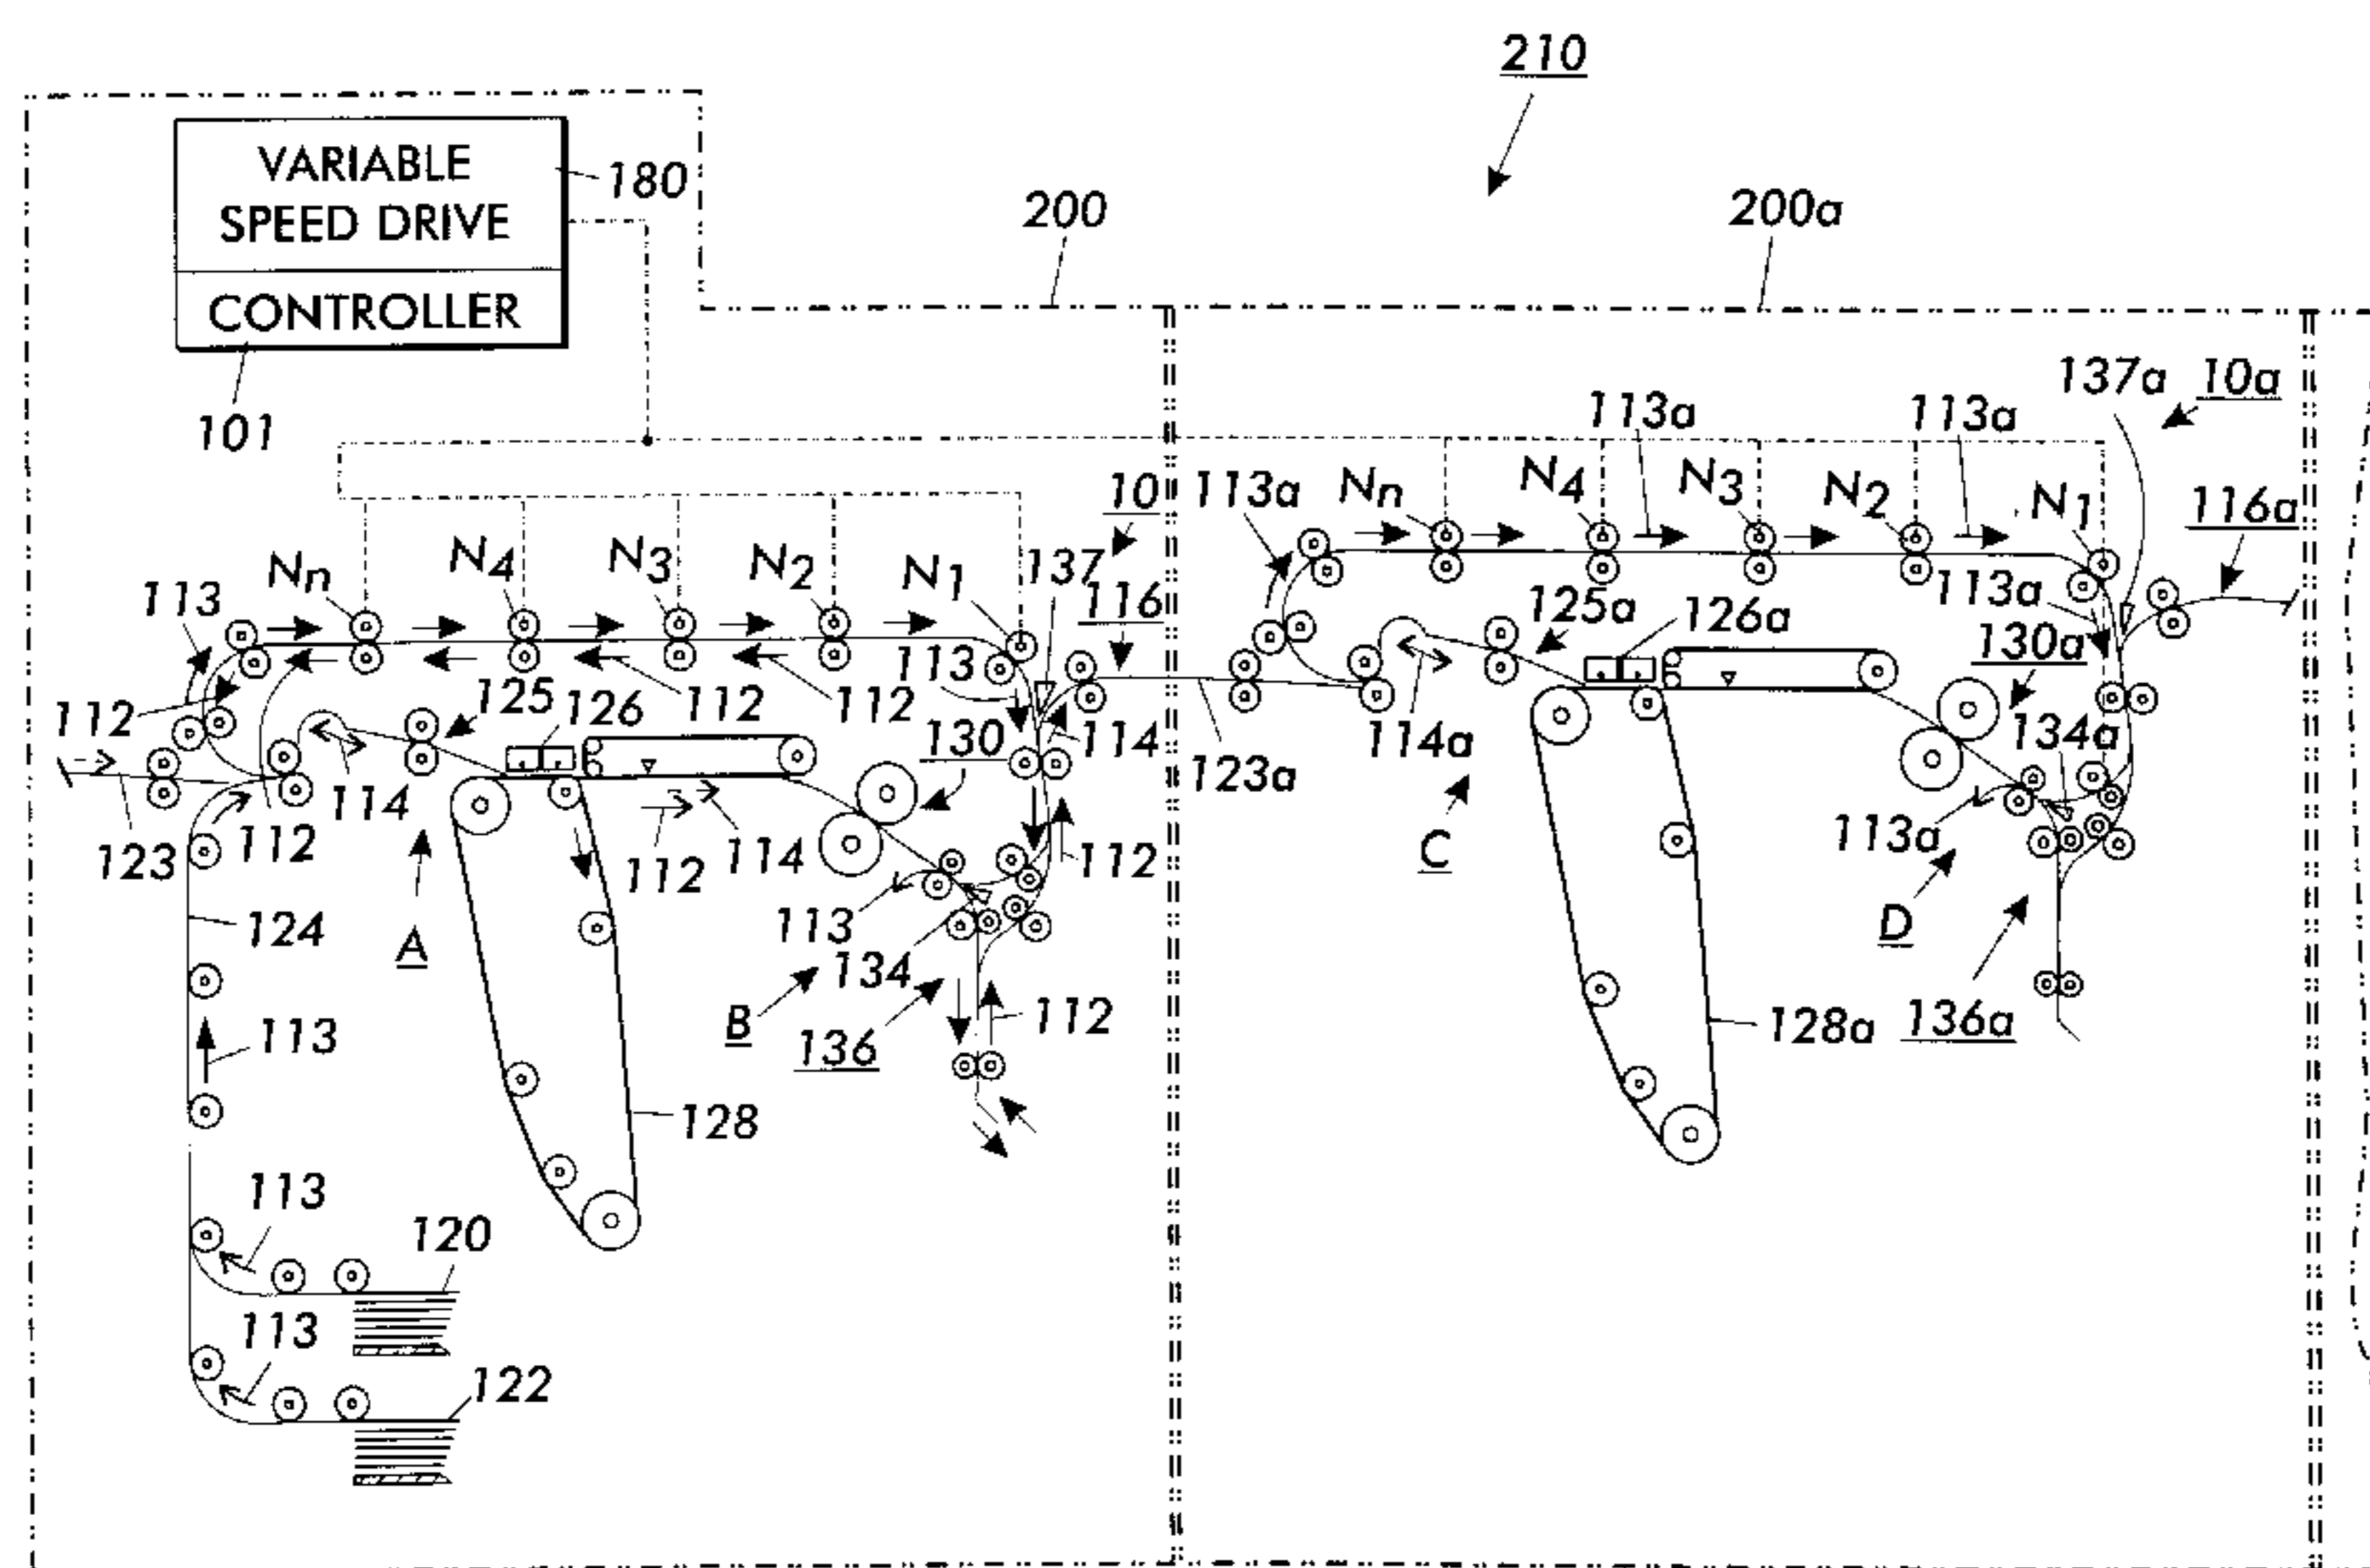 210
VARIABLE
SPEED DRIVE
180
CONTROLLER
101
200
200a
137a
10a
113a
113a
113a
Nn
N4
N3
N2
N1
116a
10
Nn
N4
N3
N2
N1
137
116
113
113
113a
125a
126a
130a
112
112
112
125
126
114
130
114
114a
123a
134a
123
112
112
114
112
113a
C
124
A
113
134
D
B
136
112
128a
136a
113
128
113
120
113
122